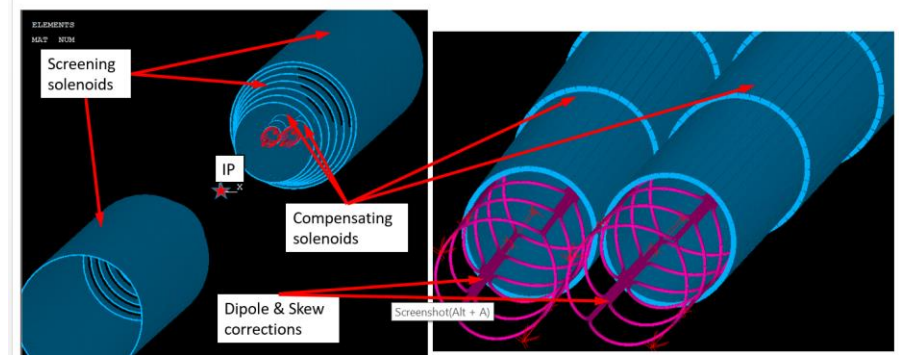 ELEMENTS
MAT NUM
Screening
solenoids
IP
X
Compensating
solenoids
Dipole & Skew
corrections
Screenshot(Alt + A)